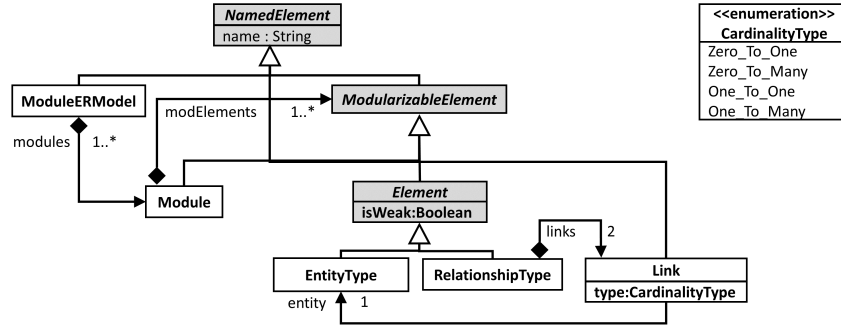 NamedElement
name : String
<<enumeration>>
CardinalityType
Zero_To_One
Zero_To_Many
One_To_One
One_To_Many
ModuleERModel
ModularizableElement
modElements
1..*
modules
1..*
Module
Element
isWeak:Boolean
links
2
EntityType
RelationshipType
Link
type:CardinalityType
entity
1